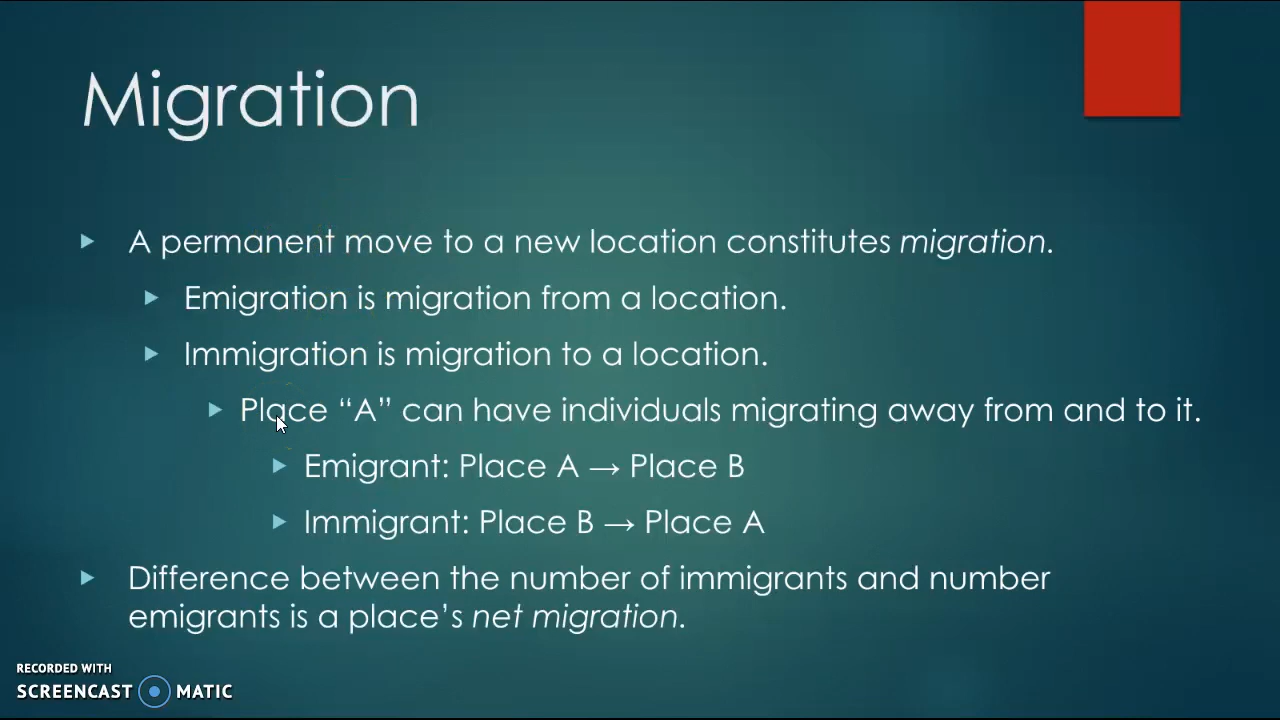 Migration
A permanent move to a new location constitutes migration.
Emigration is migration from a location.
Immigration is migration to a location.
Place “A” can have individuals migrating away from and to it.
Emigrant: Place A → Place B
Immigrant: Place B → Place A
Difference between the number of immigrants and number
emigrants is a place’s net migration.
RECORDED WITH
SCREENCAST MATIC